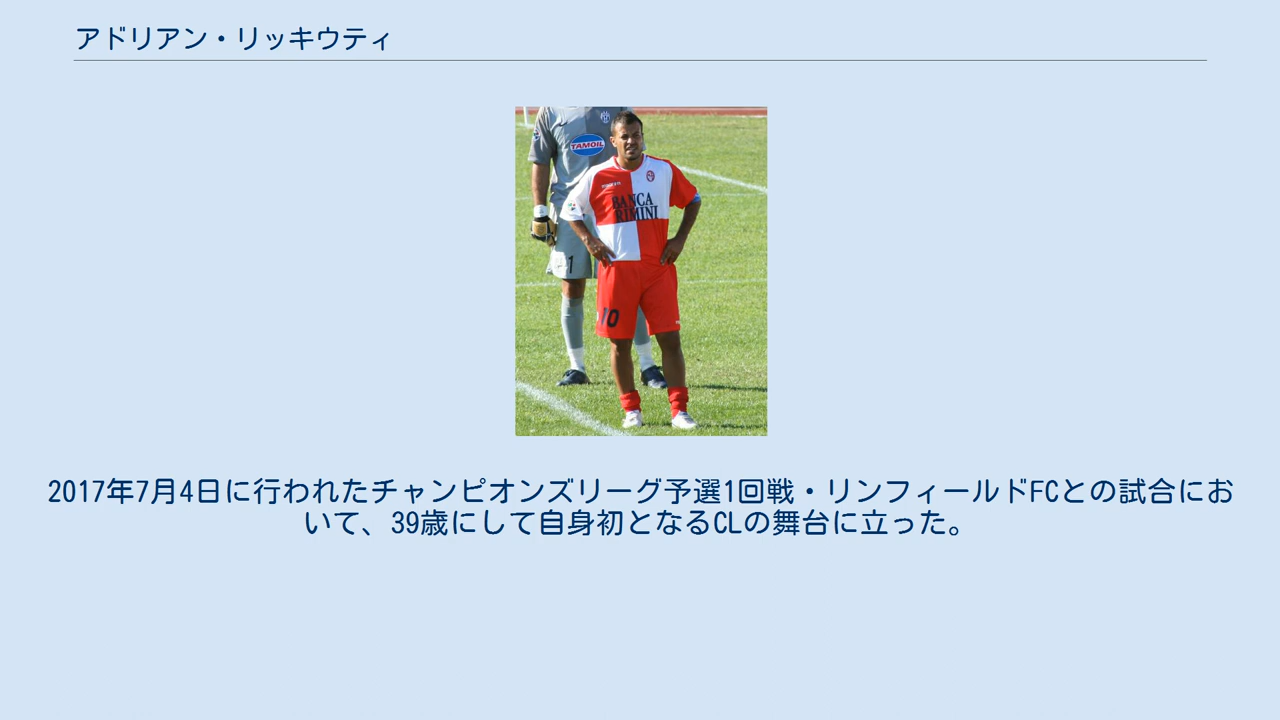 アドリアン・リッキウティ
TAMOIL
BANCA
RIMINI
1
10
2017年7月4日に行われたチャンピオンズリーグ予選1回戦・リンフィールドFCとの試合にお
いて、39歳にして自身初となるCLの舞台に立った。